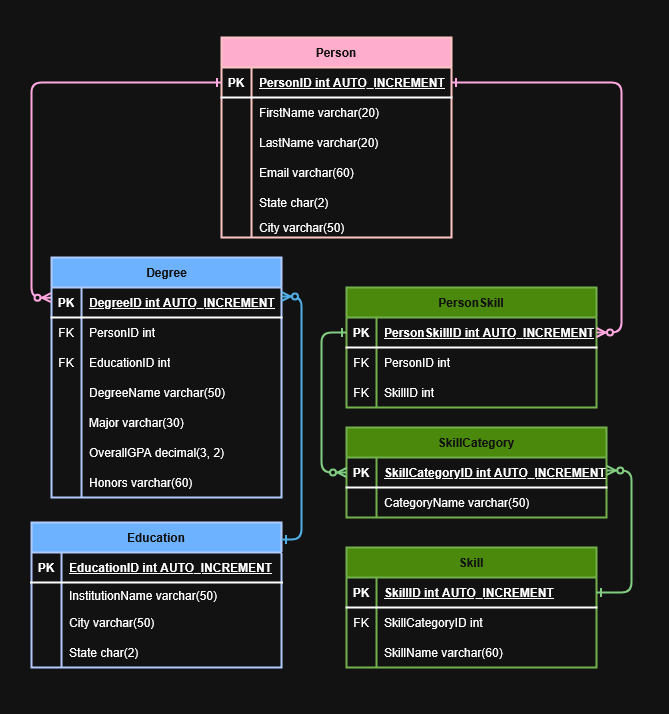 Person
PK PersonID int AUTO_INCREMENT
FirstName varchar(20)
LastName varchar(20)
Email varchar(60)
State char(2)
City varchar(50)
Degree
PK DegreeID int AUTO_INCREMENT
FK PersonID int
FK EducationID int
DegreeName varchar(50)
Major varchar(30)
OverallGPA decimal(3, 2)
Honors varchar(60)
Education
PK EducationID int AUTO_INCREMENT
InstitutionName varchar(50)
City varchar(50)
State char(2)
PersonSkill
PK PersonSkillID int AUTO_INCREMENT
FK PersonID int
FK SkillID int
SkillCategory
PK SkillCategoryID int AUTO_INCREMENT
CategoryName varchar(50)
Skill
PK SkillID int AUTO_INCREMENT
FK SkillCategoryID int
SkillName varchar(60)